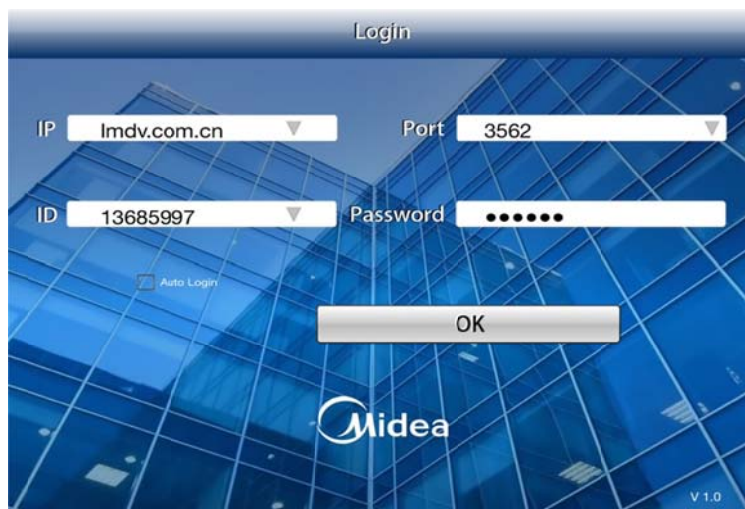 Login
IP lmdv.com.cn Port 3562
ID 13685997 Password ●●●●●●
Auto Login
OK
Midea
V 1.0